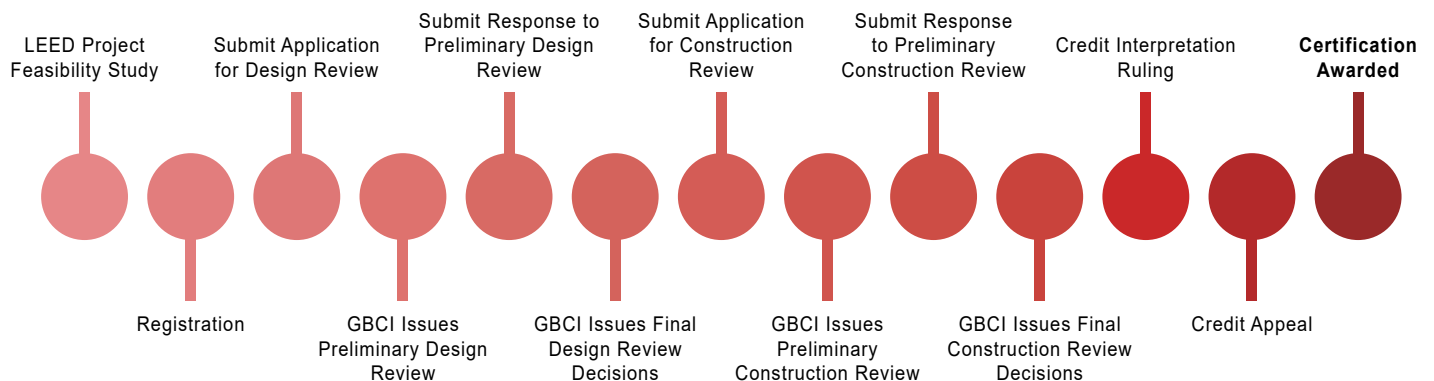 LEED Project
Feasibility Study
Registration
Submit Application
for Design Review
GBCI Issues
Preliminary Design
Review
Submit Response to
Preliminary Design
Review
GBCI Issues Final
Design Review
Decisions
Submit Application
for Construction
Review
GBCI Issues
Preliminary
Construction Review
Submit Response
to Preliminary
Construction Review
GBCI Issues Final
Construction Review
Decisions
Credit Interpretation
Ruling
Credit Appeal
Certification
Awarded